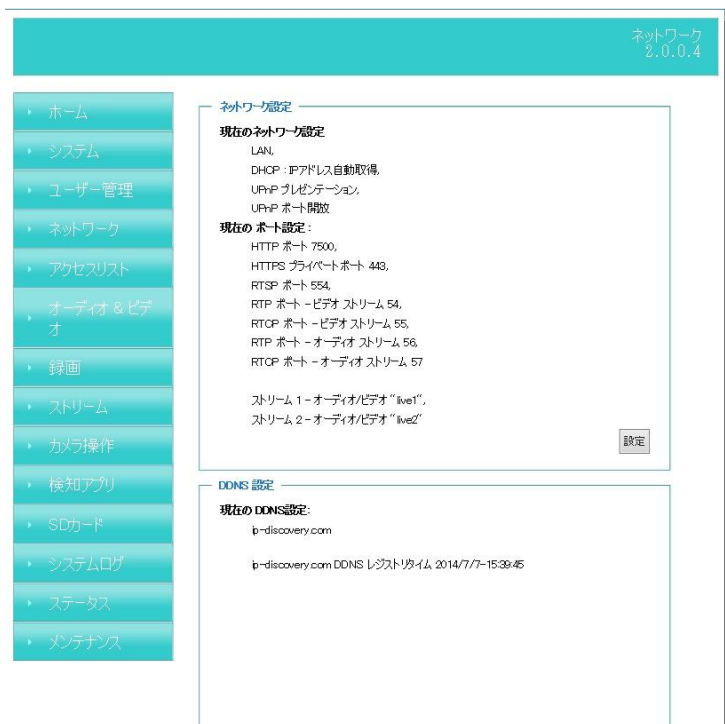 ネットワーク
2.0.0.4
ホーム
システム
ユーザー管理
ネットワーク
アクセスリスト
オーディオ & ビデ
オ
録画
ストリーム
カメラ操作
検知アプリ
SDカード
システムログ
ステータス
メンテナンス
ネットワーク設定
現在のネットワーク設定
LAN,
DHCP : IPアドレス自動取得,
UPnP プレゼンテーション,
UPnP ポート開放
現在の ポート設定 :
HTTP ポート 7500,
HTTPS プライベートポート 443,
RTSP ポート 554,
RTP ポート - ビデオ ストリーム 54,
RTCP ポート - ビデオ ストリーム 55,
RTP ポート - オーディオ ストリーム 56,
RTCP ポート - オーディオ ストリーム 57
ストリーム 1 - オーディオ/ビデオ "live1",
ストリーム 2 - オーディオ/ビデオ "live2"
設定
DDNS 設定
現在の DDNS設定:
ip-discovery.com
ip-discovery.com DDNS レジストリタイム 2014/7/7-15:39:45